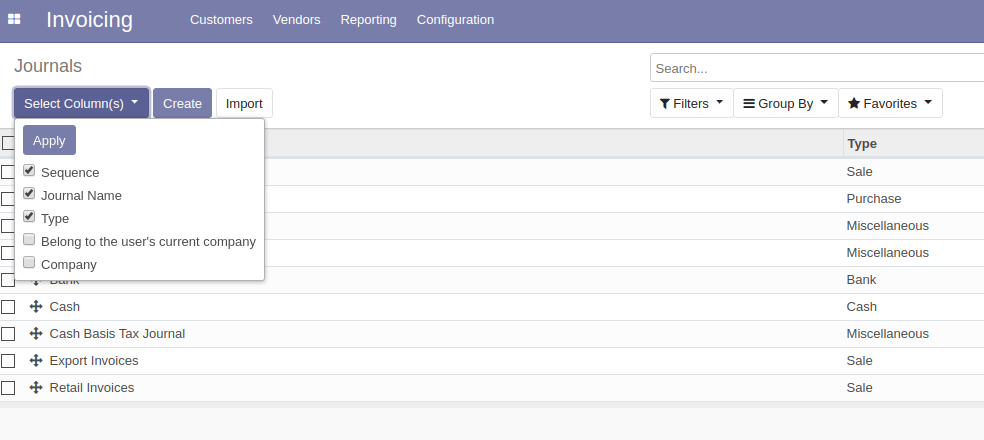 Invoicing Customers Vendors Reporting Configuration
Journals
Search...
Select Column(s) Create Import
Filters Group By Favorites
Apply
Sequence
Journal Name
Type
Belong to the user's current company
Company
Type
Sale
Purchase
Miscellaneous
Miscellaneous
Bank Bank
Cash Cash
Cash Basis Tax Journal Miscellaneous
Export Invoices Sale
Retail Invoices Sale